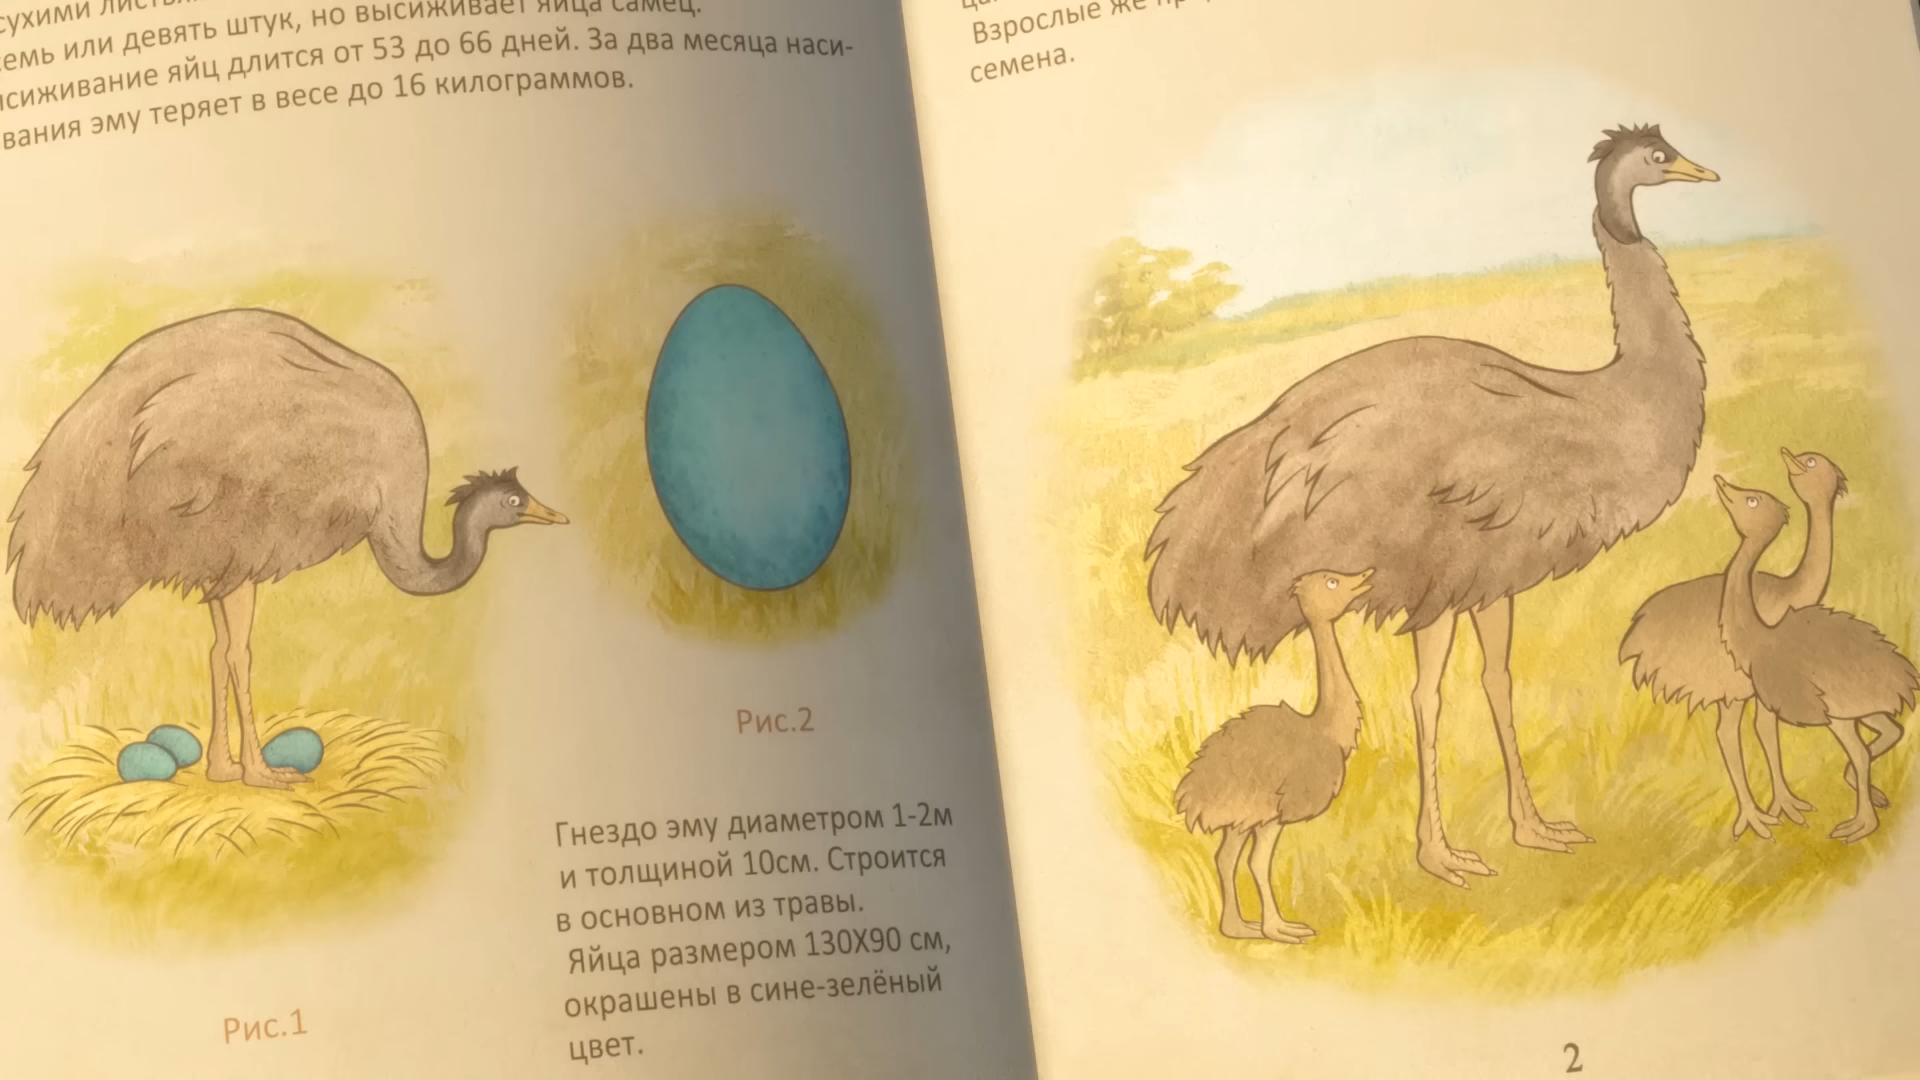 сухими
семь или девять штук, но высиживает яйца самец.
сиживание яйц длится от 53 до 66 дней. За два месяца наси-
вания эму теряет в весе до 16 килограммов.
Рис.2
Гнездо эму диаметром 1-2м
и толщиной 10см. Строится
в основном из травы.
Яйца размером 130X90 см,
окрашены в сине-зелёный
цвет.
Рис.1
Взрослые же
семена.
2